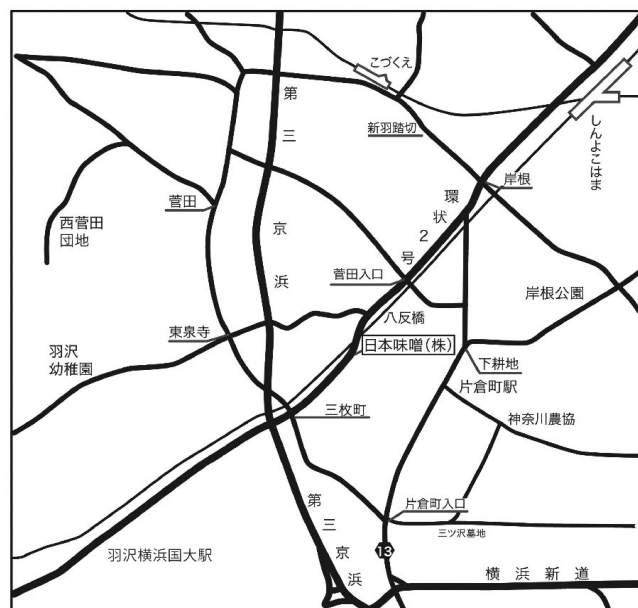 こづくえ
第三京浜
新羽踏切
しんよこはま
岸根
環状2号
菅田
西菅田
団地
菅田入口
岸根公園
八反橋
東泉寺
日本味噌(株)
羽沢
幼稚園
下耕地
片倉町駅
三枚町
神奈川農協
片倉町入口
第三京浜
三ツ沢墓地
羽沢横浜国大駅
13
横浜新道